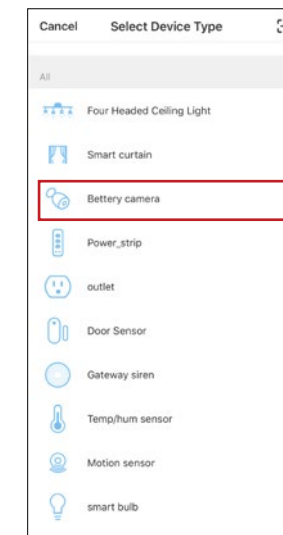 Cancel Select Device Type
All
Four Headed Ceiling Light
Smart curtain
Bettery camera
Power_strip
outlet
Door Sensor
Gateway siren
Temp/hum sensor
Motion sensor
smart bulb